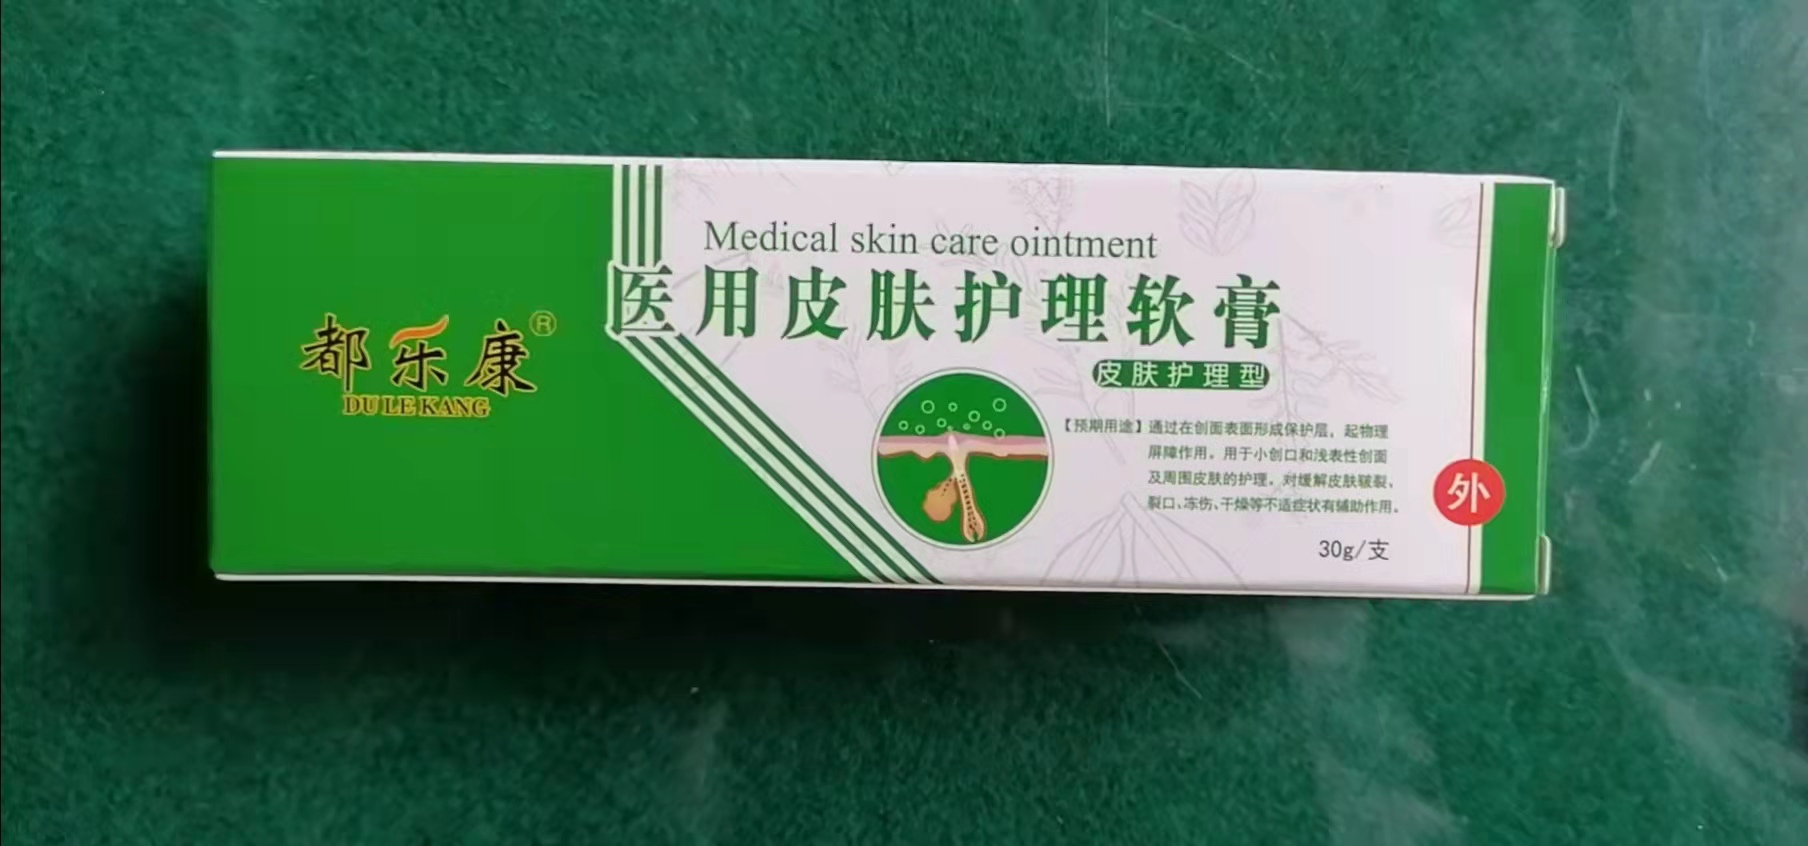 都乐康®
DU LE KANG
Medical skin care ointment
医用皮肤护理软膏
皮肤护理型
【预期用途】通过在创面表面形成保护层，起物理
屏障作用。用于小创口和浅表性创面
及周围皮肤的护理。对缓解皮肤皲裂、
裂口、冻伤、干燥等不适症状有辅助作用。
外
30g/支